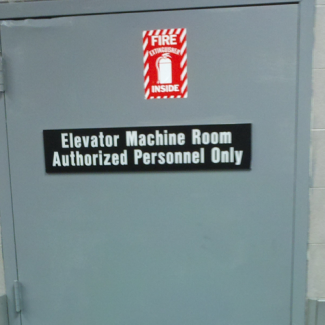 FIRE
EXTINGUISHER
INSIDE
Elevator Machine Room
Authorized Personnel Only